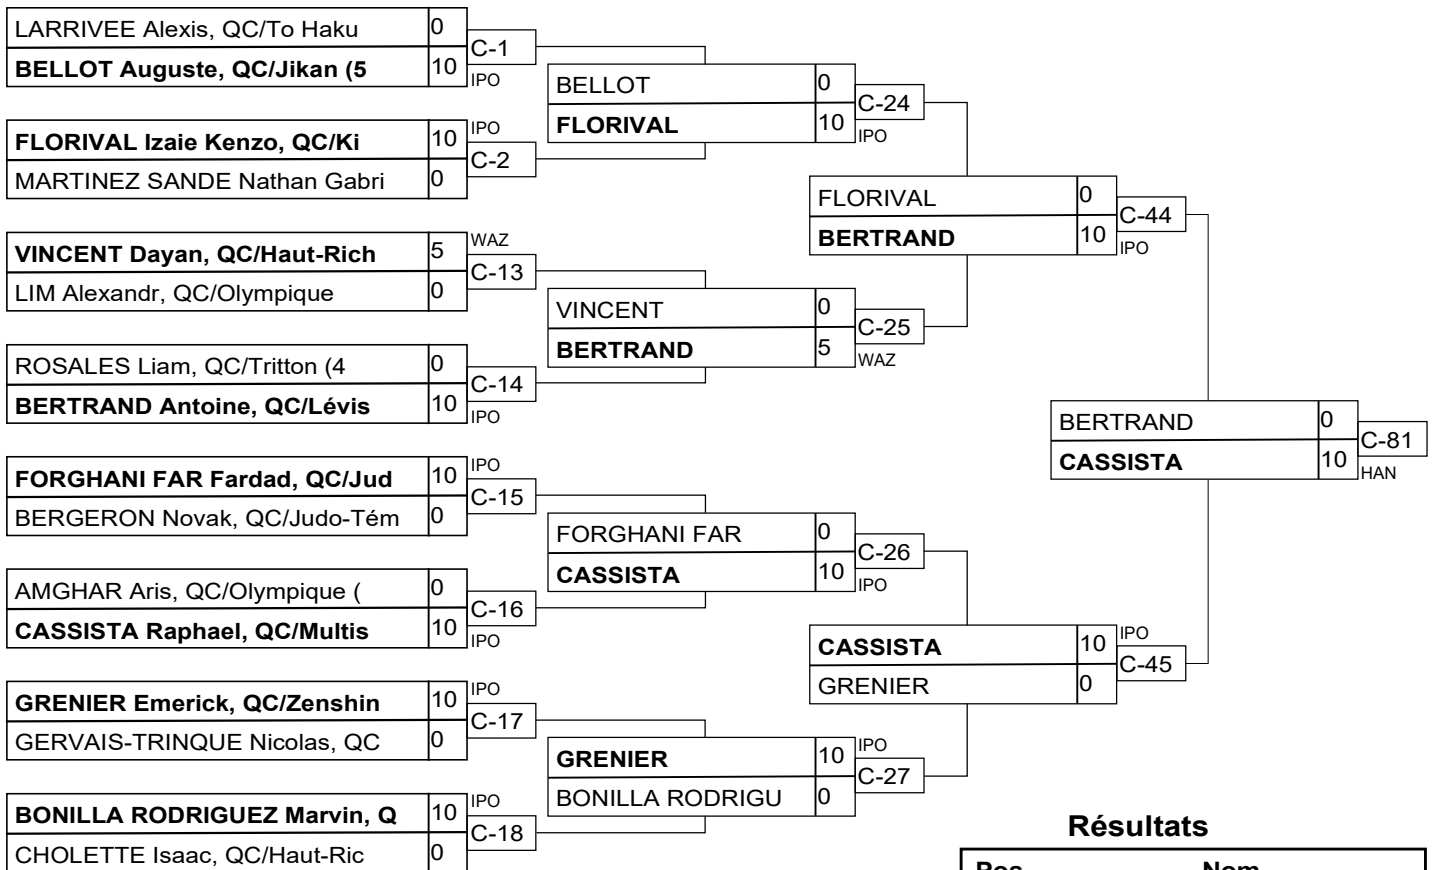 LARRIVEE Alexis, QC/To Haku 0
C-1
BELLOT Auguste, QC/Jikan (5 10 IPO
FLORIVAL Izaie Kenzo, QC/Ki 10 IPO
C-2
MARTINEZ SANDE Nathan Gabri 0
VINCENT Dayan, QC/Haut-Rich 5 WAZ
C-13
LIM Alexandr, QC/Olympique 0
ROSALES Liam, QC/Tritton (4 0
C-14
BERTRAND Antoine, QC/Lévis 10 IPO
FORGHANI FAR Fardad, QC/Jud 10 IPO
C-15
BERGERON Novak, QC/Judo-Tém 0
AMGHAR Aris, QC/Olympique ( 0
C-16
CASSISTA Raphael, QC/Multis 10 IPO
GRENIER Emerick, QC/Zenshin 10 IPO
C-17
GERVAIS-TRINQUE Nicolas, QC 0
BONILLA RODRIGUEZ Marvin, Q 10 IPO
C-18
CHOLETTE Isaac, QC/Haut-Ric 0
BELLOT 0
C-24
FLORIVAL 10 IPO
VINCENT 0
C-25
BERTRAND 5 WAZ
FORGHANI FAR 0
C-26
CASSISTA 10 IPO
GRENIER 10 IPO
C-27
BONILLA RODRIGU 0
FLORIVAL 0
C-44
BERTRAND 10 IPO
CASSISTA 10 IPO
C-45
GRENIER 0
BERTRAND 0
C-81
CASSISTA 10 HAN
Résultats
Pos Nom